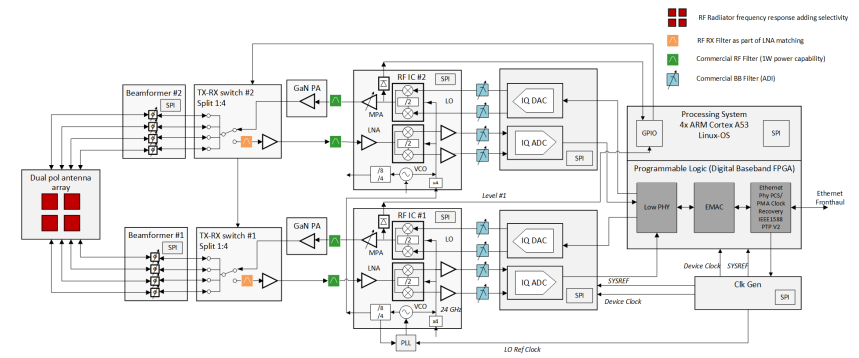 RF Radiator frequency response adding selectivity
RF RX Filter as part of LNA matching
Commercial RF Filter (1W power capability)
Commercial BB Filter (ADI)
Beamformer #2
SPI
TX-RX switch #2
Split 1:4
GaN PA
RF IC #2
SPI
MPA
/2
LO
LNA
/2
VCO
/8
/4
x4
IQ DAC
IQ ADC
SPI
Processing System
4x ARM Cortex A53
Linux-OS
GPIO
SPI
Programmable Logic (Digital Baseband FPGA)
Low PHY
EMAC
Ethernet
Phy PCS/
PMA Clock
Recovery
IEEE1588
PTP V2
Ethernet
Fronthaul
Dual pol antenna
array
Level #1
Beamformer #1
SPI
TX-RX switch #1
Split 1:4
GaN PA
RF IC #1
SPI
MPA
/2
LO
LNA
/2
VCO
/8
/4
24 GHz
x4
PLL
IQ DAC
IQ ADC
SPI
SYSREF
Device Clock
Device Clock
SYSREF
Clk Gen
SPI
LO Ref Clock